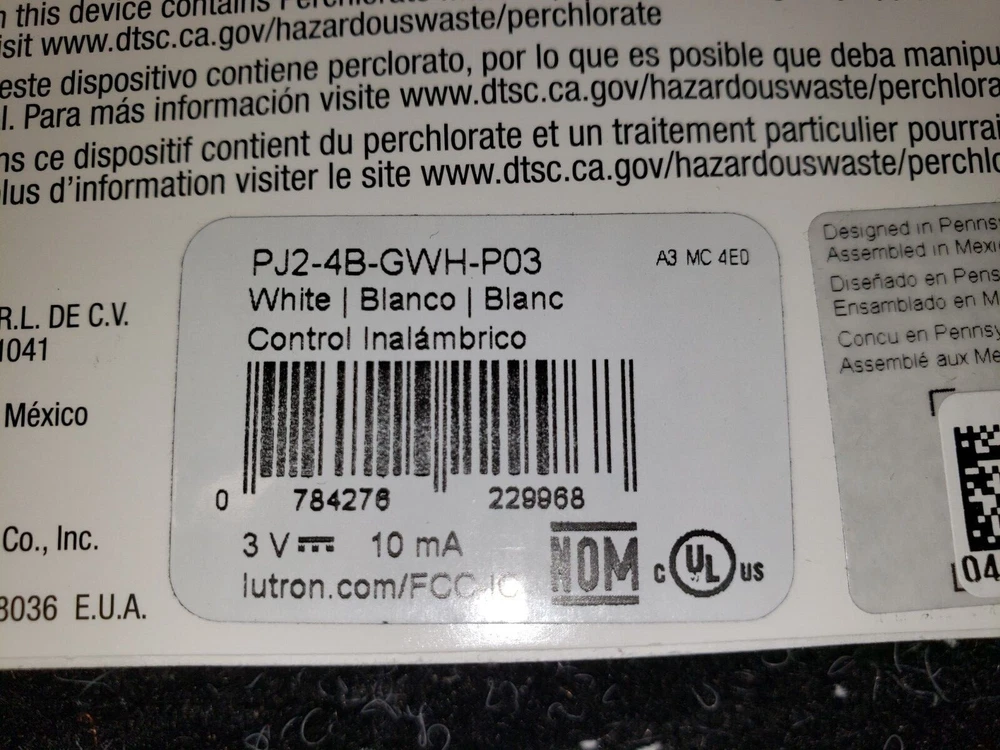 this device contains Perchlorate
visit www.dtsc.ca.gov/hazardouswaste/perchlorate
este dispositivo contiene perclorato, por lo que es posible que deba manipu
l. Para más información visite www.dtsc.ca.gov/hazardouswaste/perchlora
ns ce dispositif contient du perchlorate et un traitement particulier pourrai
lus d'information visiter le site www.dtsc.ca.gov/hazardouswaste/perchlo
R.L. DE C.V.
1041
México
Co., Inc.
8036 E.U.A.
PJ2-4B-GWH-P03
A3 MC 4E0
White | Blanco | Blanc
Control Inalámbrico
0 784276 229968
3 V 10 mA
lutron.com/FCC-IC
NOM
c UL us
Designed in Penns
Assembled in Mexi
Diseñado en Pens
Ensamblado en M
Concu en Pennsy
Assemblé aux Me
04